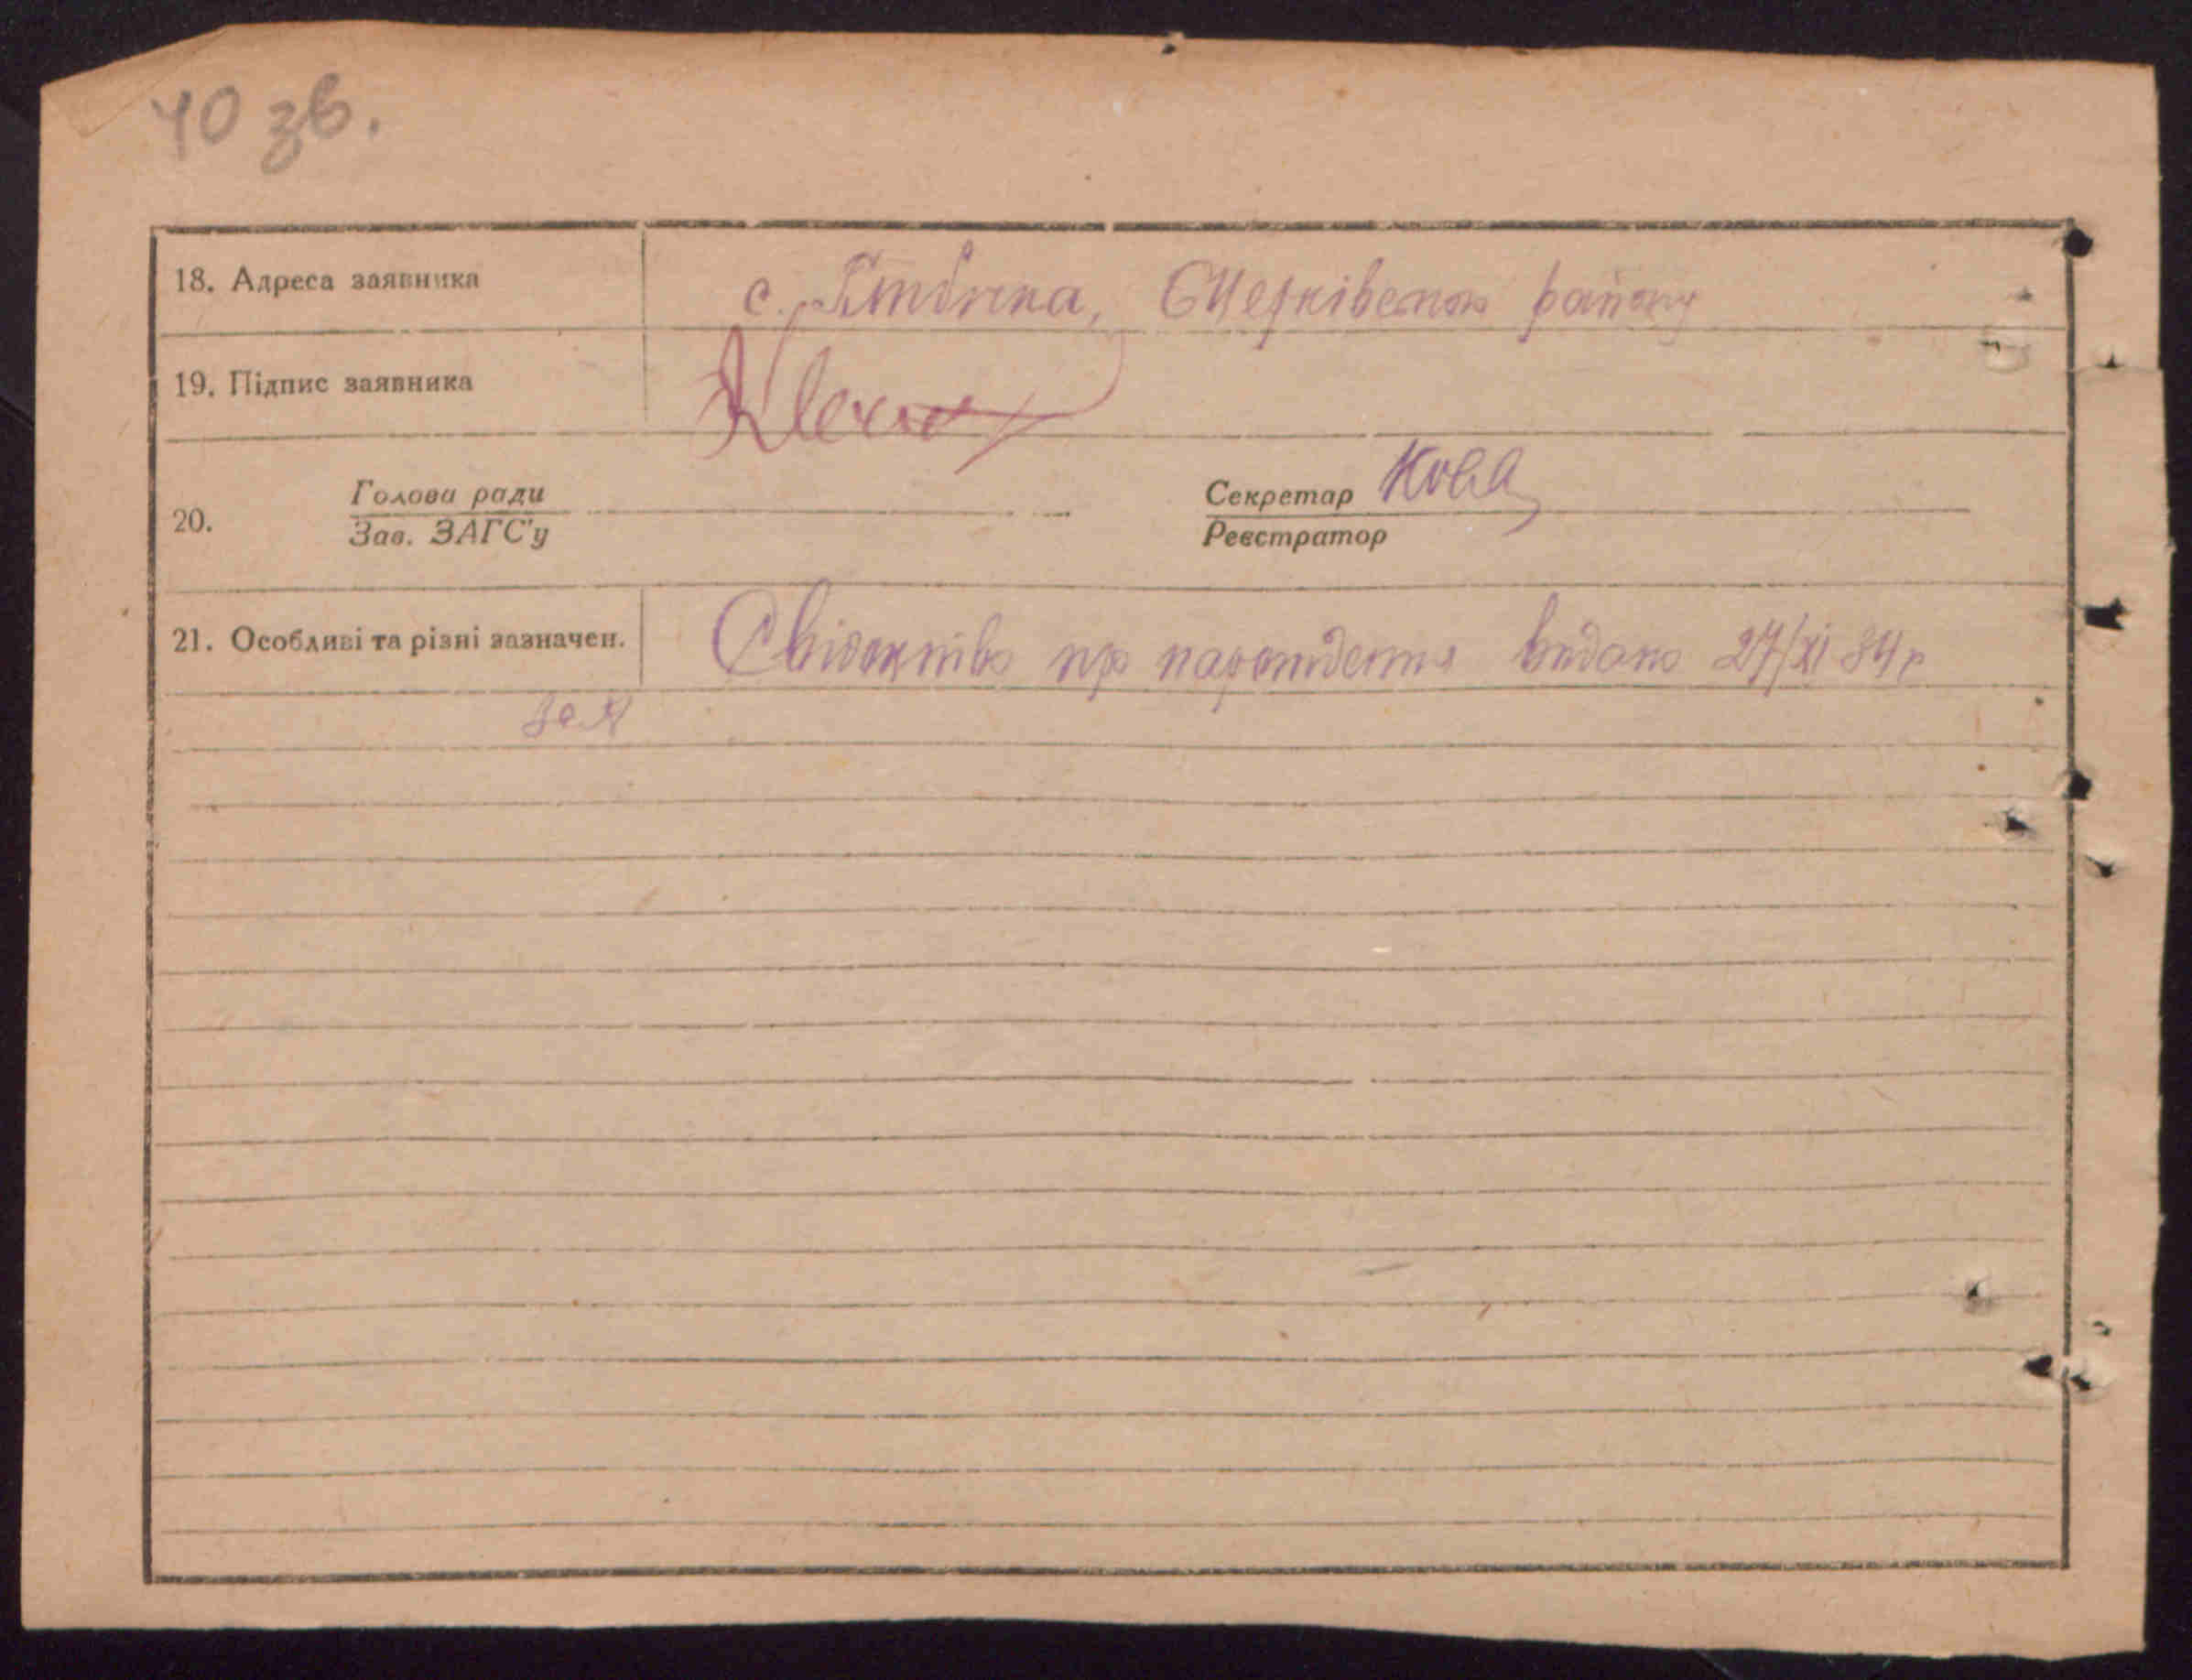 40 зв.
18. Адреса заявника с.
району
19. Підпис заявника
Голова ради Секретар
20.
Зав. ЗАГС'у Реєстратор
21. Особливі та різні зазначен. Свідоцтво про народження видано 27/XI 34 р